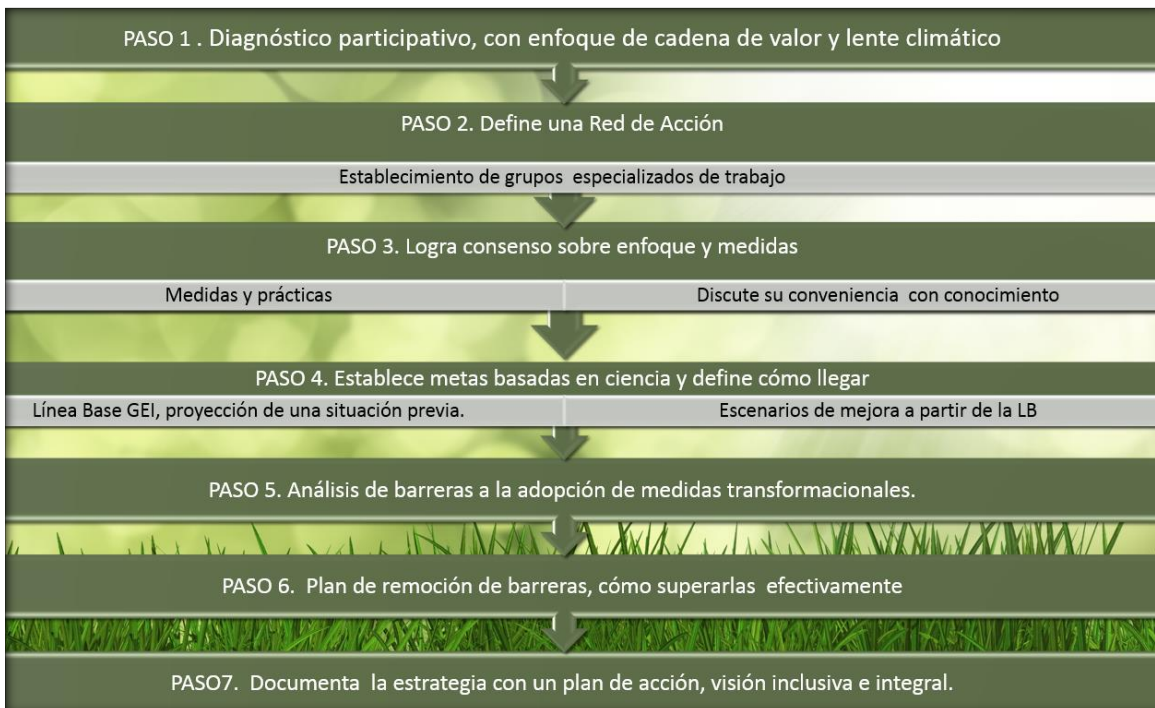 PASO 1 . Diagnóstico participativo, con enfoque de cadena de valor y lente climático
PASO 2. Define una Red de Acción
Establecimiento de grupos especializados de trabajo
PASO 3. Logra consenso sobre enfoque y medidas
Medidas y prácticas
Discute su conveniencia con conocimiento
PASO 4. Establece metas basadas en ciencia y define cómo llegar
Línea Base GEI, proyección de una situación previa.
Escenarios de mejora a partir de la LB
PASO 5. Análisis de barreras a la adopción de medidas transformacionales.
PASO 6. Plan de remoción de barreras, cómo superarlas efectivamente
PASO7. Documenta la estrategia con un plan de acción, visión inclusiva e integral.